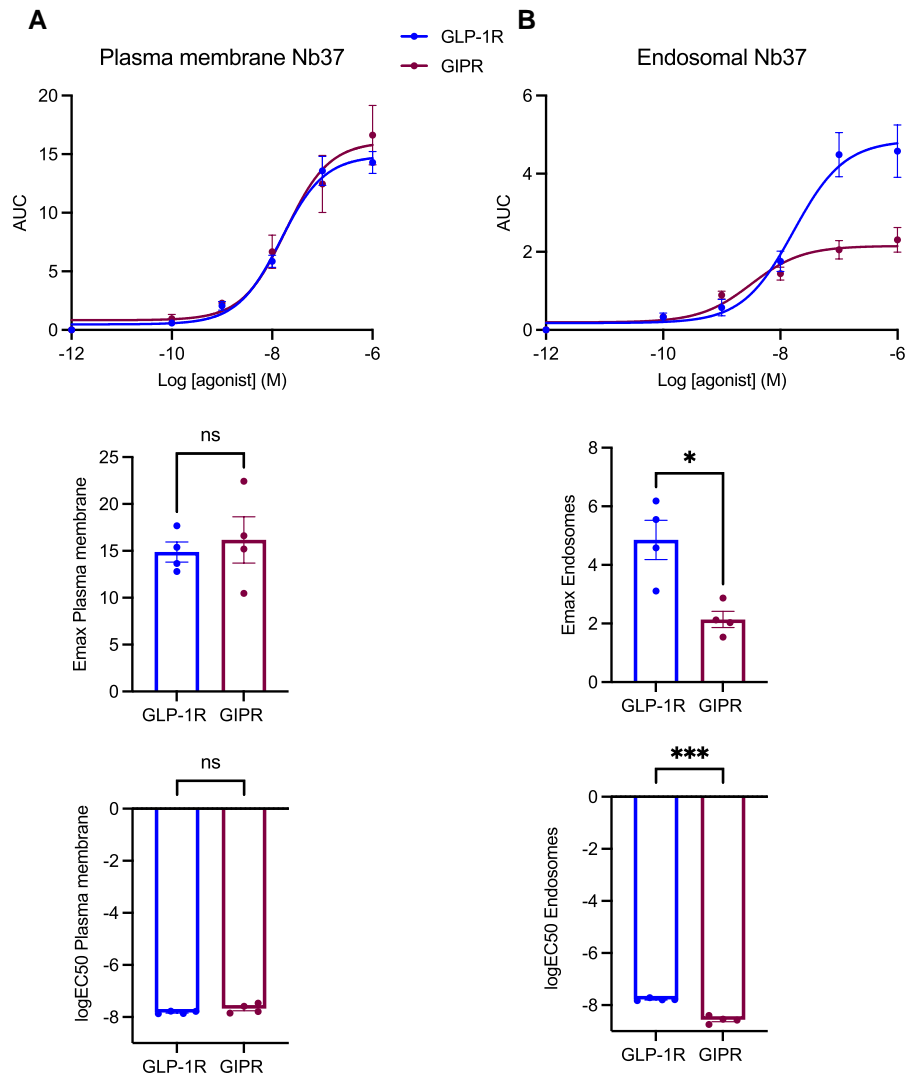 A
B
GLP-1R
GIPR
Plasma membrane Nb37
Endosomal Nb37
20
15
10
5
0
AUC
-12
-10
-8
-6
Log [agonist] (M)
6
4
2
0
AUC
-12
-10
-8
-6
Log [agonist] (M)
ns
25
20
15
10
5
0
Emax Plasma membrane
GLP-1R
GIPR
*
8
6
4
2
0
Emax Endosomes
GLP-1R
GIPR
ns
0
-2
-4
-6
-8
logEC50 Plasma membrane
GLP-1R
GIPR
***
0
-2
-4
-6
-8
logEC50 Endosomes
GLP-1R
GIPR